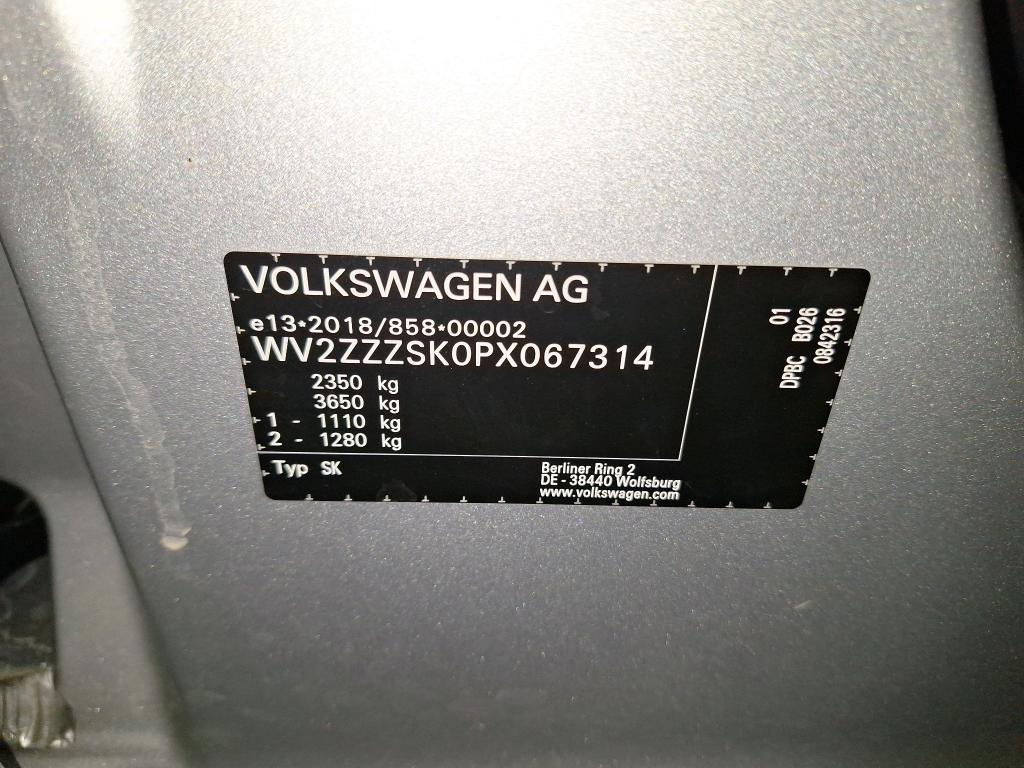 VOLKSWAGEN AG
e13*2018/858*00002
WV2ZZZSK0PX067314
2350 kg
3650 kg
1 - 1110 kg
2 - 1280 kg
Typ SK
Berliner Ring 2
DE - 38440 Wolfsburg
www.volkswagen.com
01
DPBC B026
0842316